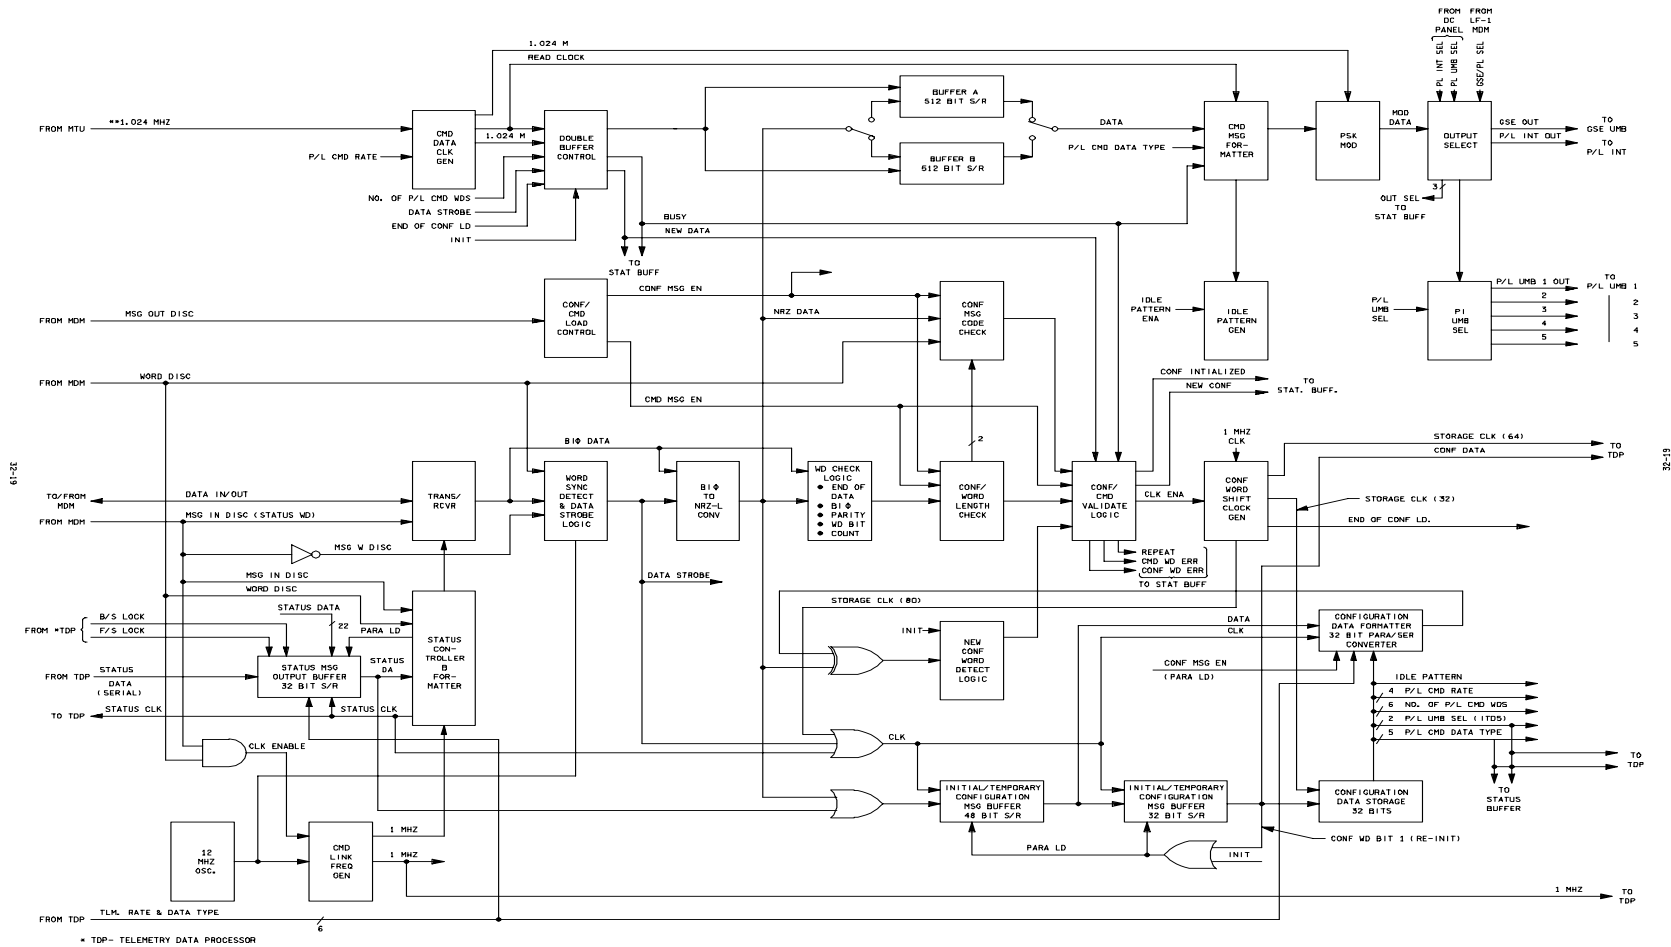 FROM DC PANEL
FROM LF-1 MDM
PL INT SEL
PL UMB SEL
GSE/PL SEL
1.024 M
READ CLOCK
FROM MTU
**1.024 MHZ
P/L CMD RATE
CMD DATA CLK GEN
1.024 M
DOUBLE BUFFER CONTROL
BUFFER A 512 BIT S/R
BUFFER B 512 BIT S/R
DATA
P/L CMD DATA TYPE
CMD MSG FOR-MATTER
PSK MOD
MOD DATA
OUTPUT SELECT
GSE OUT
TO GSE UMB
P/L INT OUT
TO P/L INT
3
OUT SEL TO STAT BUFF
NO. OF P/L CMD WDS
DATA STROBE
END OF CONF LD
INIT
BUSY
NEW DATA
TO STAT BUFF
FROM MDM
MSG OUT DISC
CONF/ CMD LOAD CONTROL
CONF MSG EN
NRZ DATA
CONF MSG CODE CHECK
IDLE PATTERN ENA
IDLE PATTERN GEN
P/L UMB SEL
PI UMB SEL
P/L UMB 1 OUT
2
3
4
5
TO P/L UMB 1
2
3
4
5
FROM MDM
WORD DISC
CMD MSG EN
CONF INTIALIZED
NEW CONF
TO STAT. BUFF.
2
BIΦ DATA
1 MHZ CLK
STORAGE CLK (64)
CONF DATA
TO TDP
32-19
32-19
TO/FROM MDM
DATA IN/OUT
FROM MDM
MSG IN DISC (STATUS WD)
TRANS/ RCVR
WORD SYNC DETECT & DATA STROBE LOGIC
BIΦ TO NRZ-L CONV
WD CHECK LOGIC
● END OF DATA
● BIΦ
● PARITY
● WD BIT
● COUNT
CONF/ WORD LENGTH CHECK
CONF/ CMD VALIDATE LOGIC
CLK ENA
CONF WORD SHIFT CLOCK GEN
STORAGE CLK (32)
END OF CONF LD.
MSG W DISC
REPEAT
CMD WD ERR
CONF WD ERR
TO STAT BUFF
MSG IN DISC
WORD DISC
DATA STROBE
STORAGE CLK (80)
B/S LOCK
FROM *TDP
F/S LOCK
STATUS DATA
22
PARA LD
STATUS CON-TROLLER B FOR-MATTER
INIT
NEW CONF WORD DETECT LOGIC
DATA
CLK
CONFIGURATION DATA FORMATTER 32 BIT PARA/SER CONVERTER
CONF MSG EN (PARA LD)
FROM TDP
STATUS DATA (SERIAL)
STATUS MSG OUTPUT BUFFER 32 BIT S/R
STATUS DA
TO TDP
STATUS CLK
STATUS CLK
IDLE PATTERN
4 P/L CMD RATE
6 NO. OF P/L CMD WDS
2 P/L UMB SEL (ITDS)
5 P/L CMD DATA TYPE
TO TDP
TO STATUS BUFFER
CLK ENABLE
CLK
INITIAL/TEMPORARY CONFIGURATION MSG BUFFER 48 BIT S/R
INITIAL/TEMPORARY CONFIGURATION MSG BUFFER 32 BIT S/R
CONFIGURATION DATA STORAGE 32 BITS
PARA LD
INIT
CONF WD BIT 1 (RE-INIT)
12 MHZ OSC.
CMD LINK FREQ GEN
1 MHZ
1 MHZ
1 MHZ
TO TDP
FROM TDP
TLM. RATE & DATA TYPE
6
* TDP- TELEMETRY DATA PROCESSOR